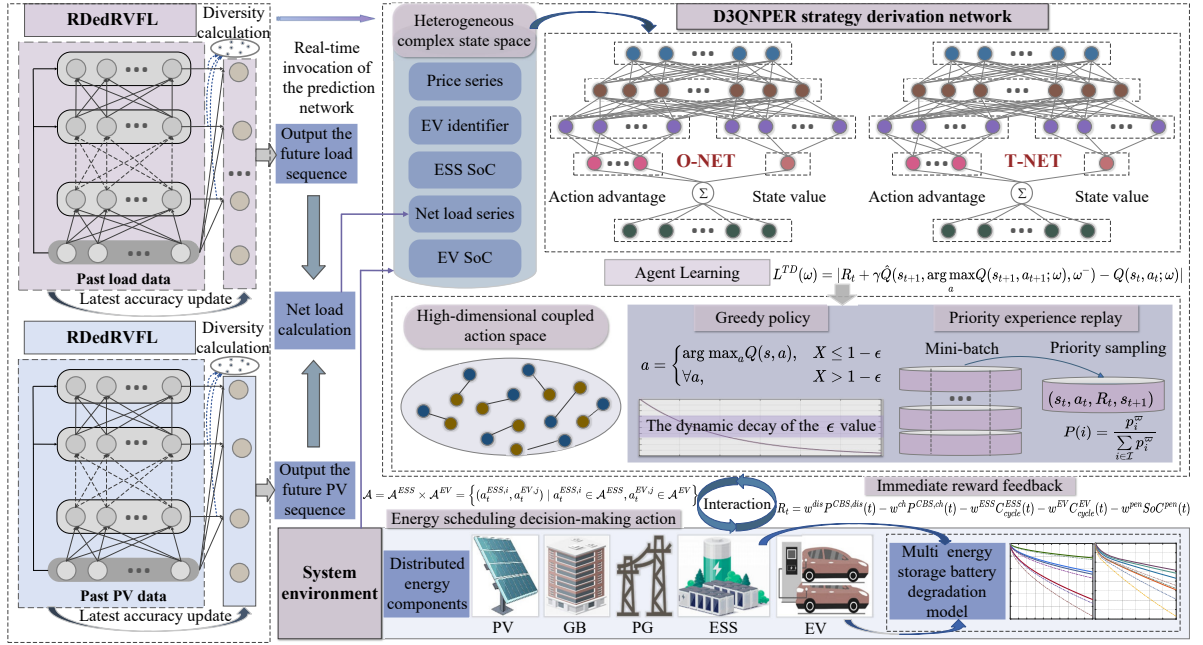 RDedRVFL
Diversity
calculation
Past load data
Latest accuracy update
Real-time
invocation of
the prediction
network
Output the
future load
sequence
Net load
calculation
RDedRVFL
Diversity
calculation
Past PV data
Latest accuracy update
Output the
future PV
sequence
Heterogeneous
complex state space
Price series
EV identifier
ESS SoC
Net load series
EV SoC
D3QNPER strategy derivation network
O-NET
Action advantage
Σ
State value
T-NET
Action advantage
Σ
State value
Agent Learning
L^{TD}(ω) = |R_t + γQ̂(s_{t+1}, arg max_a Q(s_{t+1}, a_{t+1}; ω), ω^-) − Q(s_t, a_t; ω)|
High-dimensional coupled
action space
Greedy policy
a = { arg max_a Q(s, a), X ≤ 1 − ϵ
∀a, X > 1 − ϵ
The dynamic decay of the ϵ value
Priority experience replay
Mini-batch
Priority sampling
(s_t, a_t, R_t, s_{t+1})
P(i) = p_i^ϖ / ∑_{i∈I} p_i^ϖ
𝒜 = 𝒜^{ESS} × 𝒜^{EV} = {(a_t^{ESS,i}, a_t^{EV,j}) | a_t^{ESS,i} ∈ 𝒜^{ESS}, a_t^{EV,j} ∈ 𝒜^{EV}}
Energy scheduling decision-making action
Interaction
Immediate reward feedback
R_t = w^{dis}P^{CBS,dis}(t) − w^{ch}P^{CBS,ch}(t) − w^{ESS}C_{cycle}^{ESS}(t) − w^{EV}C_{cycle}^{EV}(t) − w^{pen}SoC^{pen}(t)
System
environment
Distributed
energy
components
PV
GB
PG
ESS
EV
Multi energy
storage battery
degradation
model